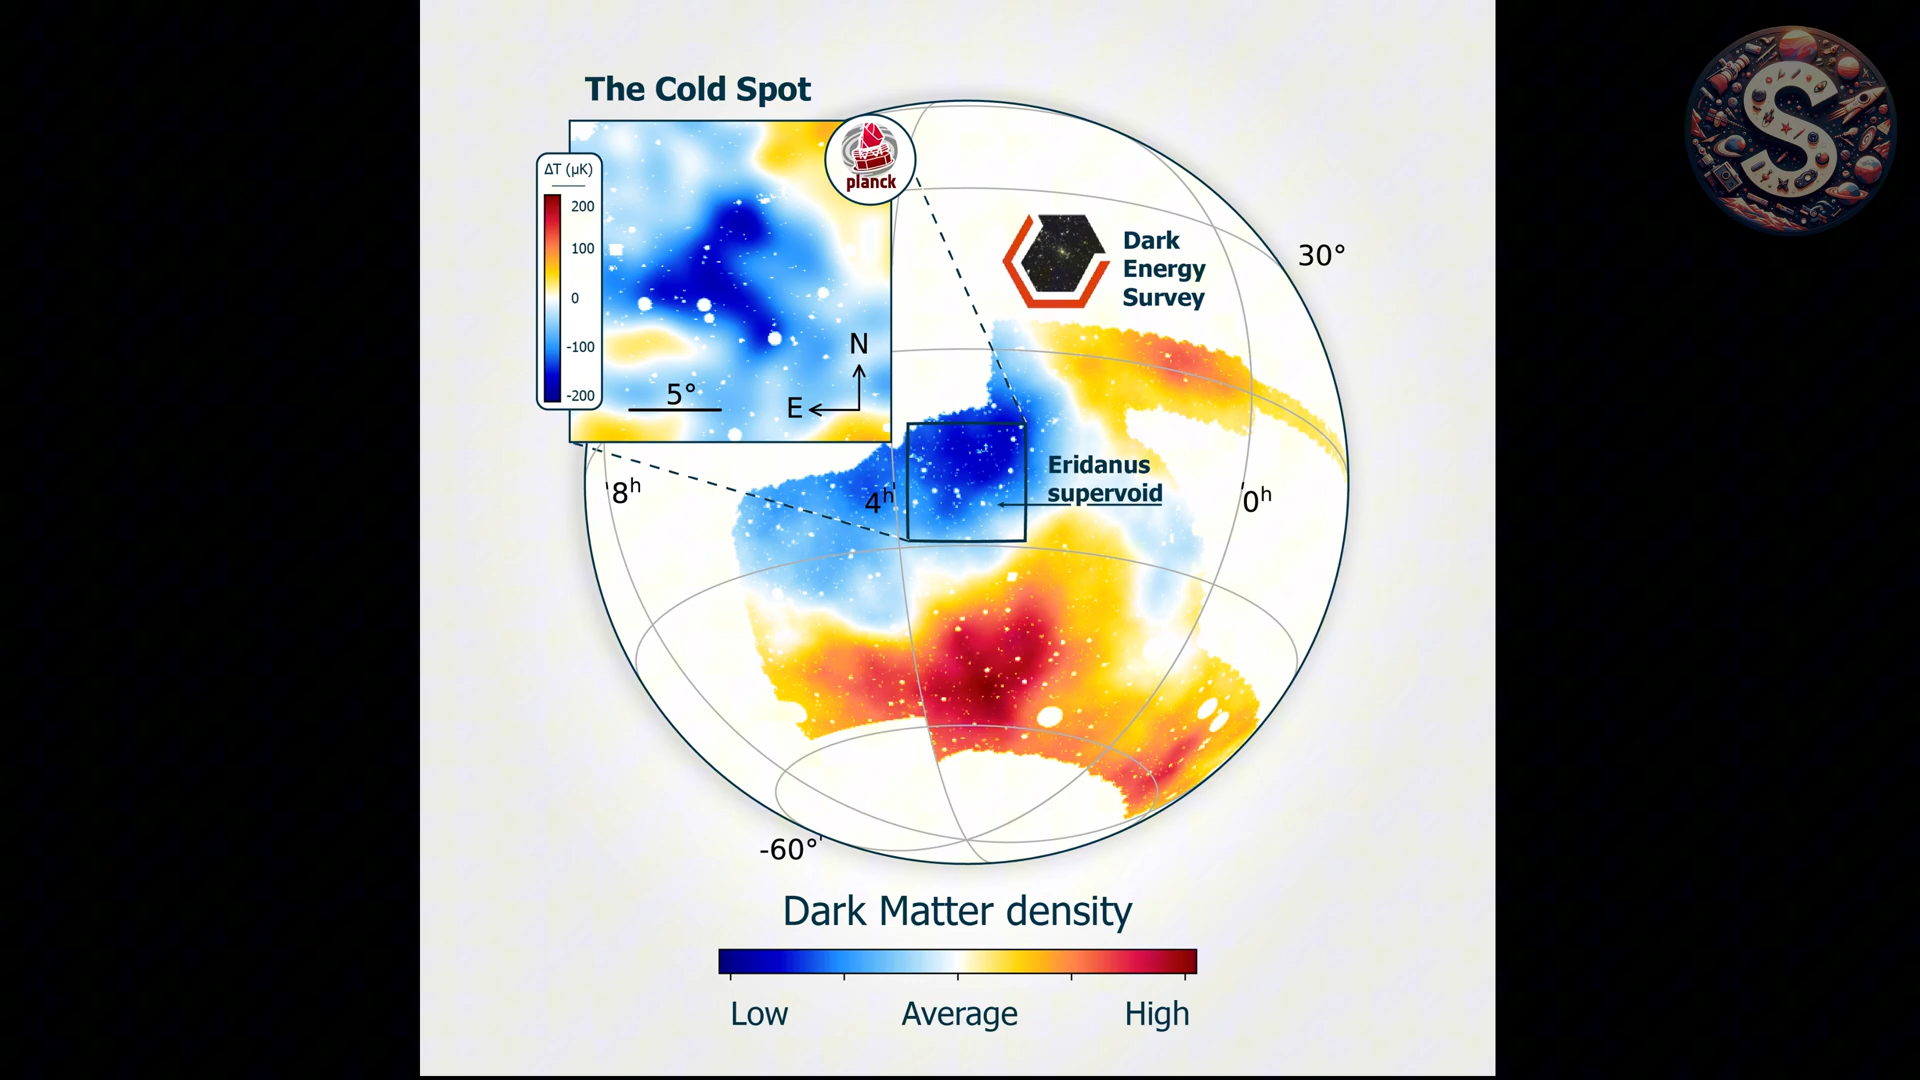 The Cold Spot
planck
ΔT (μK)
200
100
0
-100
-200
5°
N
E
Dark
Energy
Survey
30°
Eridanus
supervoid
8h
4h
0h
-60°
Dark Matter density
Low Average High
S